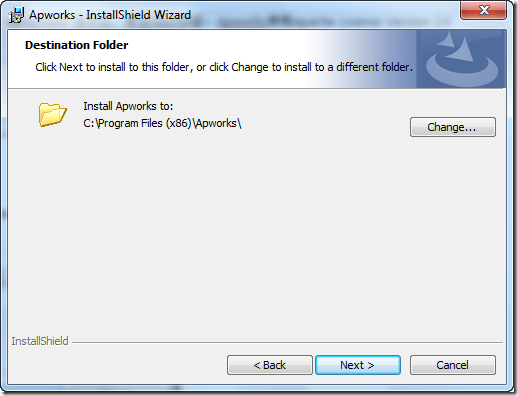 Apworks - InstallShield Wizard
Destination Folder
Click Next to install to this folder, or click Change to install to a different folder.
Install Apworks to:
C:\Program Files (x86)\Apworks\
Change...
InstallShield
< Back
Next >
Cancel